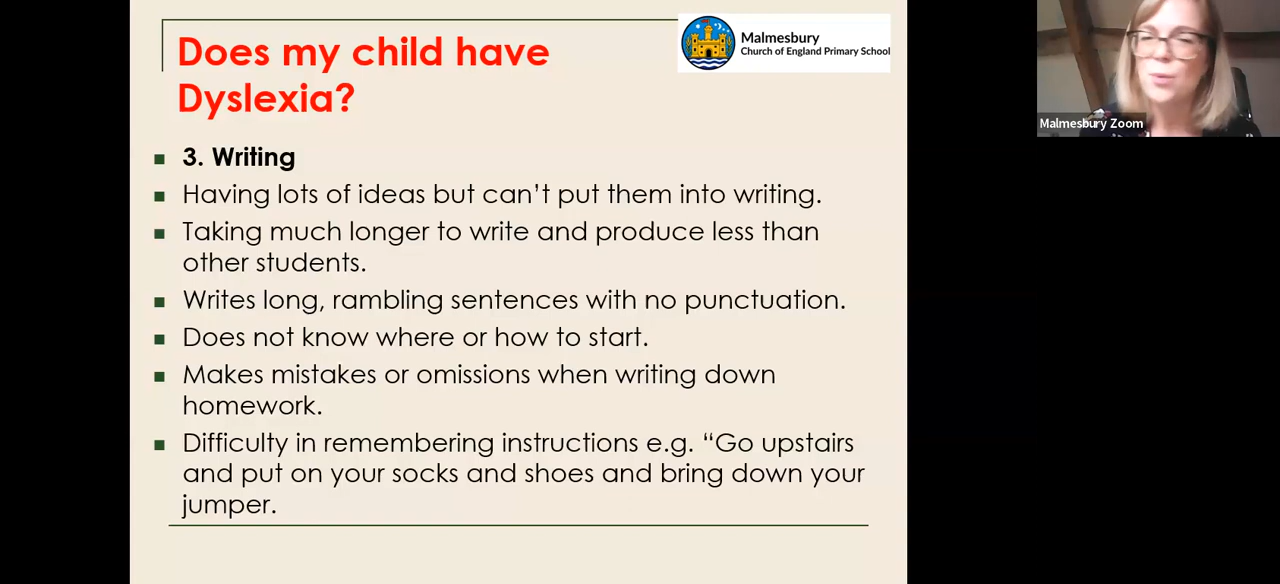 Does my child have
Dyslexia?
Malmesbury
Church of England Primary School
Malmesbury Zoom
3. Writing
Having lots of ideas but can’t put them into writing.
Taking much longer to write and produce less than
other students.
Writes long, rambling sentences with no punctuation.
Does not know where or how to start.
Makes mistakes or omissions when writing down
homework.
Difficulty in remembering instructions e.g. “Go upstairs
and put on your socks and shoes and bring down your
jumper.